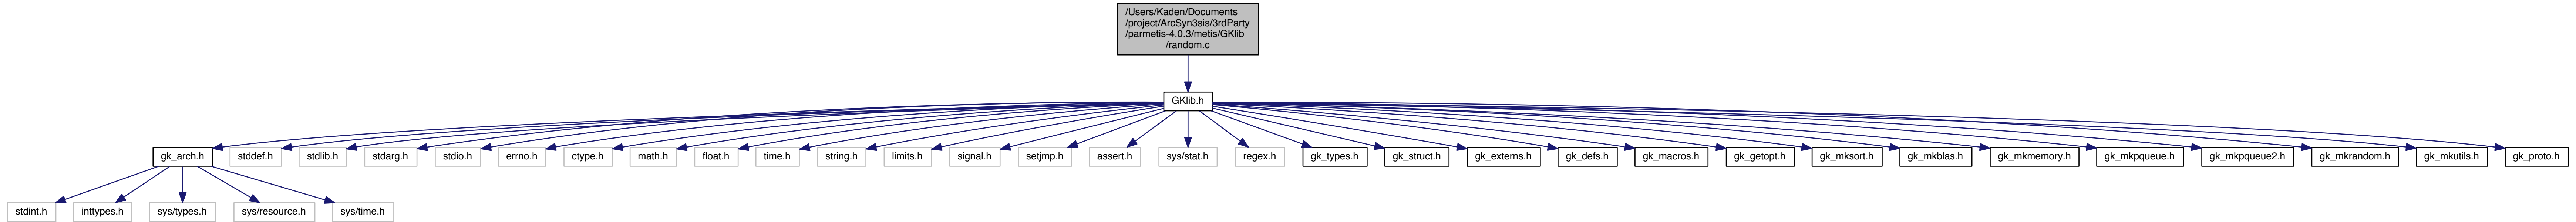 /Users/Kaden/Documents
/project/ArcSyn3sis/3rdParty
/parmetis-4.0.3/metis/GKlib
/random.c
GKlib.h
gk_arch.h
stddef.h
stdlib.h
stdarg.h
stdio.h
errno.h
ctype.h
math.h
float.h
time.h
string.h
limits.h
signal.h
setjmp.h
assert.h
sys/stat.h
regex.h
gk_types.h
gk_struct.h
gk_externs.h
gk_defs.h
gk_macros.h
gk_getopt.h
gk_mksort.h
gk_mkblas.h
gk_mkmemory.h
gk_mkpqueue.h
gk_mkpqueue2.h
gk_mkrandom.h
gk_mkutils.h
gk_proto.h
stdint.h
inttypes.h
sys/types.h
sys/resource.h
sys/time.h